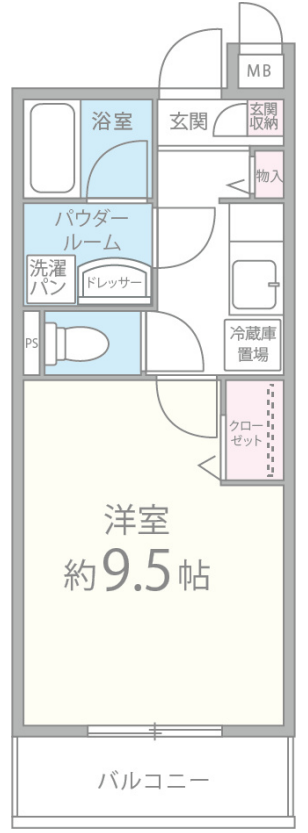 MB
浴室
玄関
玄関
収納
物入
パウダー
ルーム
洗濯
パン
ドレッサー
冷蔵庫
置場
PS
クロー
ゼット
洋室
約9.5帖
バルコニー